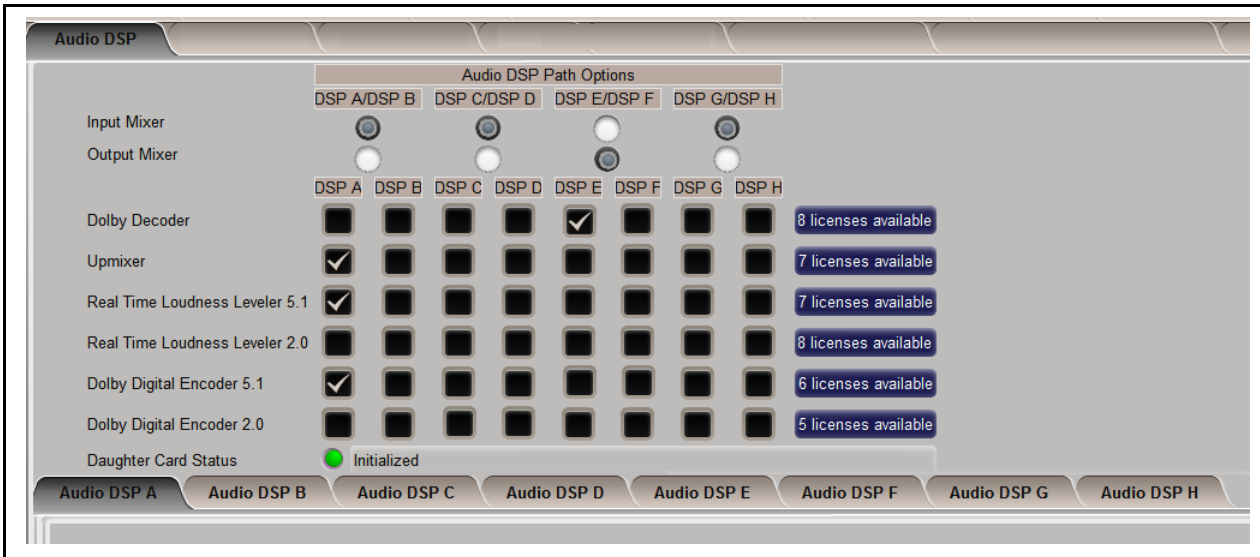 Audio DSP
Audio DSP Path Options
DSP A/DSP B DSP C/DSP D DSP E/DSP F DSP G/DSP H
Input Mixer
Output Mixer
DSP A DSP B DSP C DSP D DSP E DSP F DSP G DSP H
Dolby Decoder 8 licenses available
Upmixer 7 licenses available
Real Time Loudness Leveler 5.1 7 licenses available
Real Time Loudness Leveler 2.0 8 licenses available
Dolby Digital Encoder 5.1 6 licenses available
Dolby Digital Encoder 2.0 5 licenses available
Daughter Card Status Initialized
Audio DSP A Audio DSP B Audio DSP C Audio DSP D Audio DSP E Audio DSP F Audio DSP G Audio DSP H